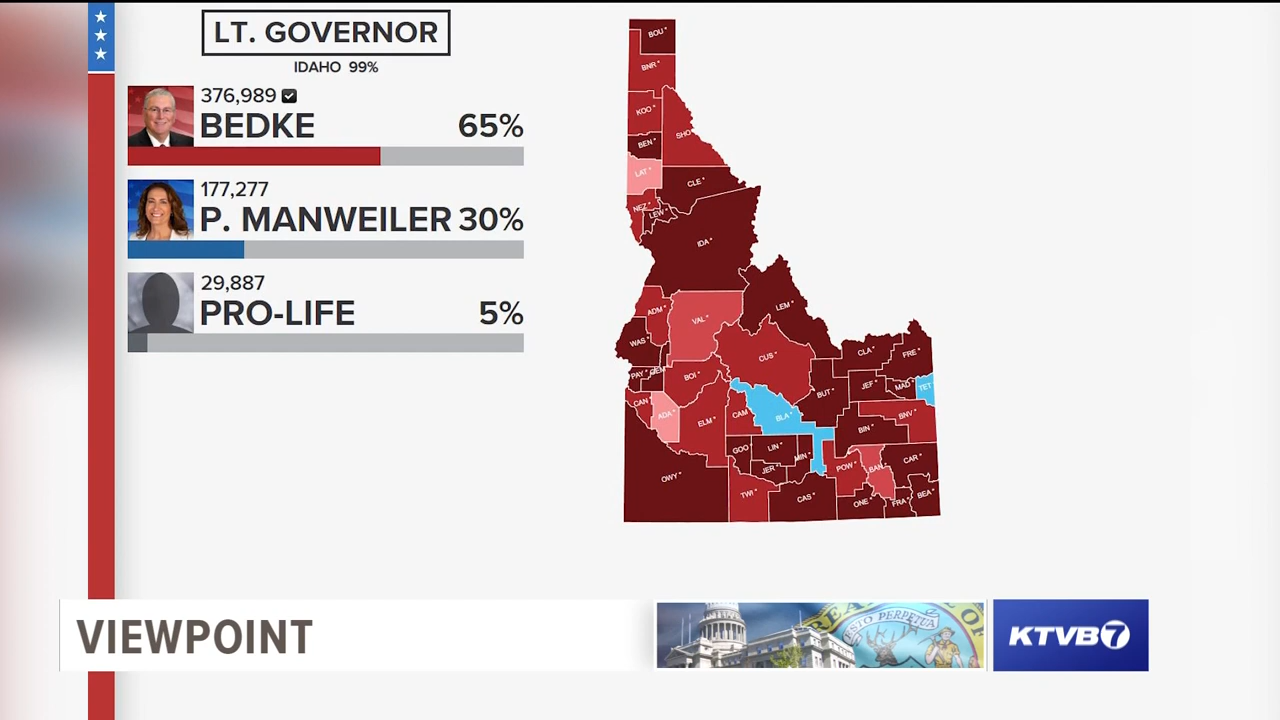 LT. GOVERNOR
IDAHO 99%
376,989
BEDKE 65%
177,277
P. MANWEILER 30%
29,887
PRO-LIFE 5%
BOU*
BNR*
KOO*
SHO*
BEN*
LAT*
CLE*
NEZ*
LEW*
IDA*
LEM*
ADM*
VAL*
WAS*
CUS*
CLA*
FRE*
PAY*
GEM
BOI*
BUT*
JEF*
MAD*
TET*
CAN*
ADA*
ELM*
CAM
BLA*
BNV*
BIN*
GOO*
LIN*
MIN*
JER*
POW*
BAN*
CAR*
OWY*
TWI*
CAS*
ONE*
FRA*
BEA*
VIEWPOINT
ESTO PERPETUA
KTVB7